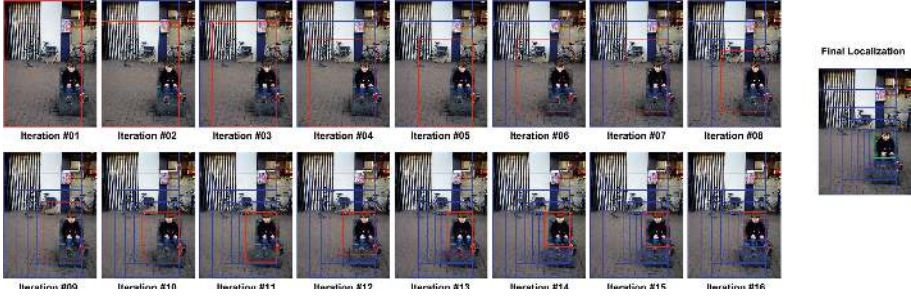 Iteration #01 Iteration #02 Iteration #03 Iteration #04 Iteration #05 Iteration #06 Iteration #07 Iteration #08
Final Localization
Iteration #09 Iteration #10 Iteration #11 Iteration #12 Iteration #13 Iteration #14 Iteration #15 Iteration #16